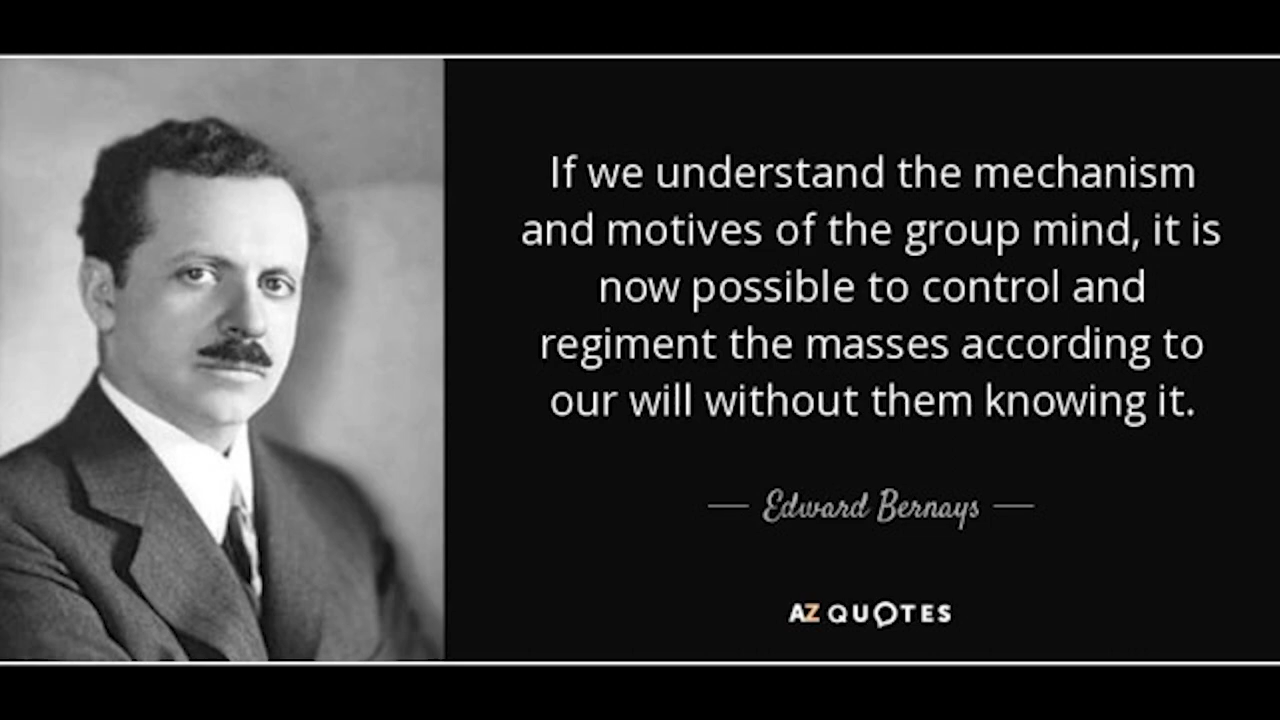 If we understand the mechanism
and motives of the group mind, it is
now possible to control and
regiment the masses according to
our will without them knowing it.
Edward Bernays
AZ QUOTES